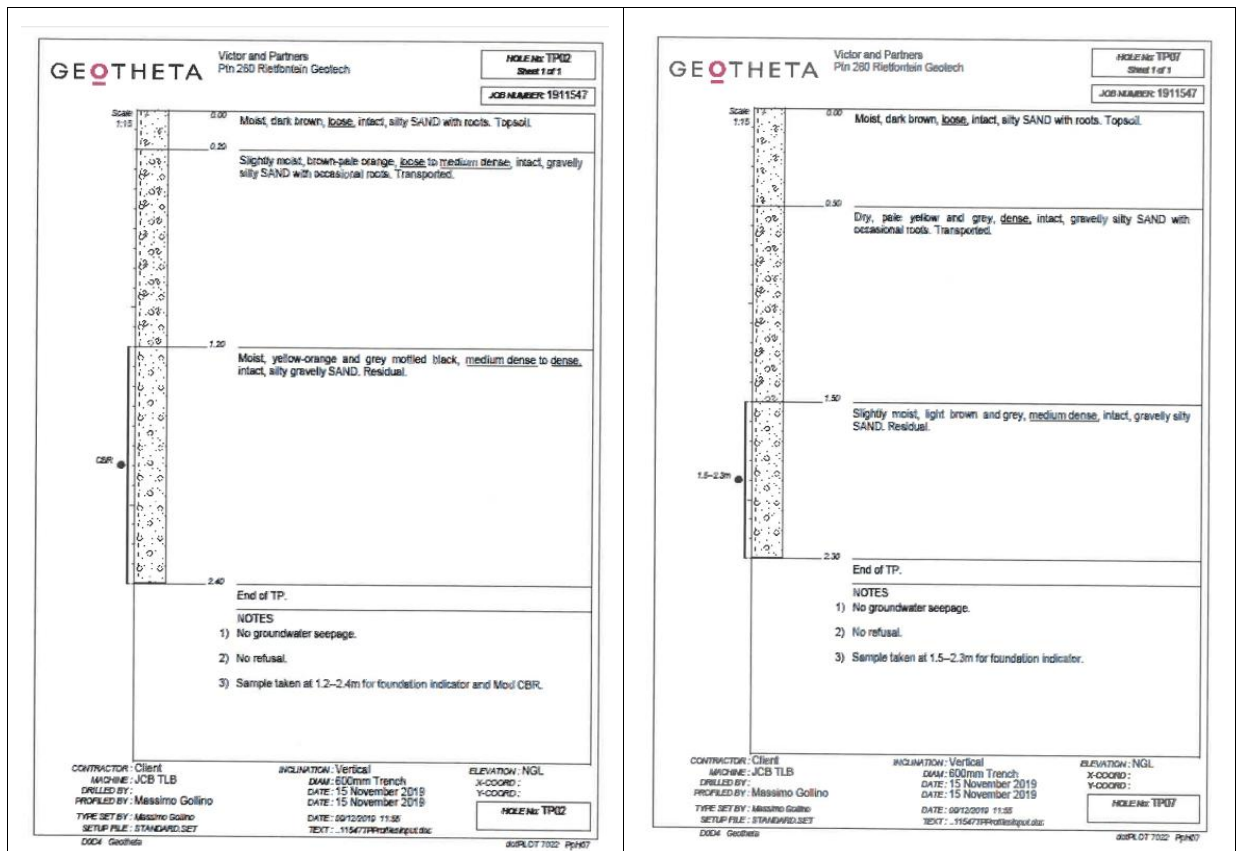 GEOTHETA
Victor and Partners
Ptn 260 Rietfontein Geotech
HOLE No: TP02
Sheet 1 of 1
JOB NUMBER: 1911547
Scale
1:15
0.00
Moist, dark brown, loose, intact, silty SAND with roots. Topsoil.
0.20
Slightly moist, brown-pale orange, loose to medium dense, intact, gravelly
silty SAND with occasional roots. Transported.
1.20
Moist, yellow-orange and grey mottled black, medium dense to dense,
intact, silty gravelly SAND. Residual.
CBR
2.40
End of TP.
NOTES
1) No groundwater seepage.
2) No refusal.
3) Sample taken at 1.2–2.4m for foundation indicator and Mod CBR.
CONTRACTOR : Client
MACHINE : JCB TLB
DRILLED BY :
PROFILED BY : Massimo Gollino
TYPE SET BY : Massimo Gollino
SETUP FILE : STANDARD.SET
INCLINATION : Vertical
DIAM : 600mm Trench
DATE : 15 November 2019
DATE : 15 November 2019
DATE : 09/12/2019 11:55
TEXT : ..11547TPProfilesInput.doc
ELEVATION : NGL
X-COORD :
Y-COORD :
HOLE No: TP02
D0D4 Geotheta
dotPLOT 7022 PpH67
GEOTHETA
Victor and Partners
Ptn 260 Rietfontein Geotech
HOLE No: TP07
Sheet 1 of 1
JOB NUMBER: 1911547
Scale
1:15
0.00
Moist, dark brown, loose, intact, silty SAND with roots. Topsoil.
0.50
Dry, pale yellow and grey, dense, intact, gravelly silty SAND with
occasional roots. Transported.
1.50
Slightly moist, light brown and grey, medium dense, intact, gravelly silty
SAND. Residual.
1.5–2.3m
2.30
End of TP.
NOTES
1) No groundwater seepage.
2) No refusal.
3) Sample taken at 1.5–2.3m for foundation indicator.
CONTRACTOR : Client
MACHINE : JCB TLB
DRILLED BY :
PROFILED BY : Massimo Gollino
TYPE SET BY : Massimo Gollino
SETUP FILE : STANDARD.SET
INCLINATION : Vertical
DIAM : 600mm Trench
DATE : 15 November 2019
DATE : 15 November 2019
DATE : 09/12/2019 11:55
TEXT : ..11547TPProfilesInput.doc
ELEVATION : NGL
X-COORD :
Y-COORD :
HOLE No: TP07
D0D4 Geotheta
dotPLOT 7022 PpH67